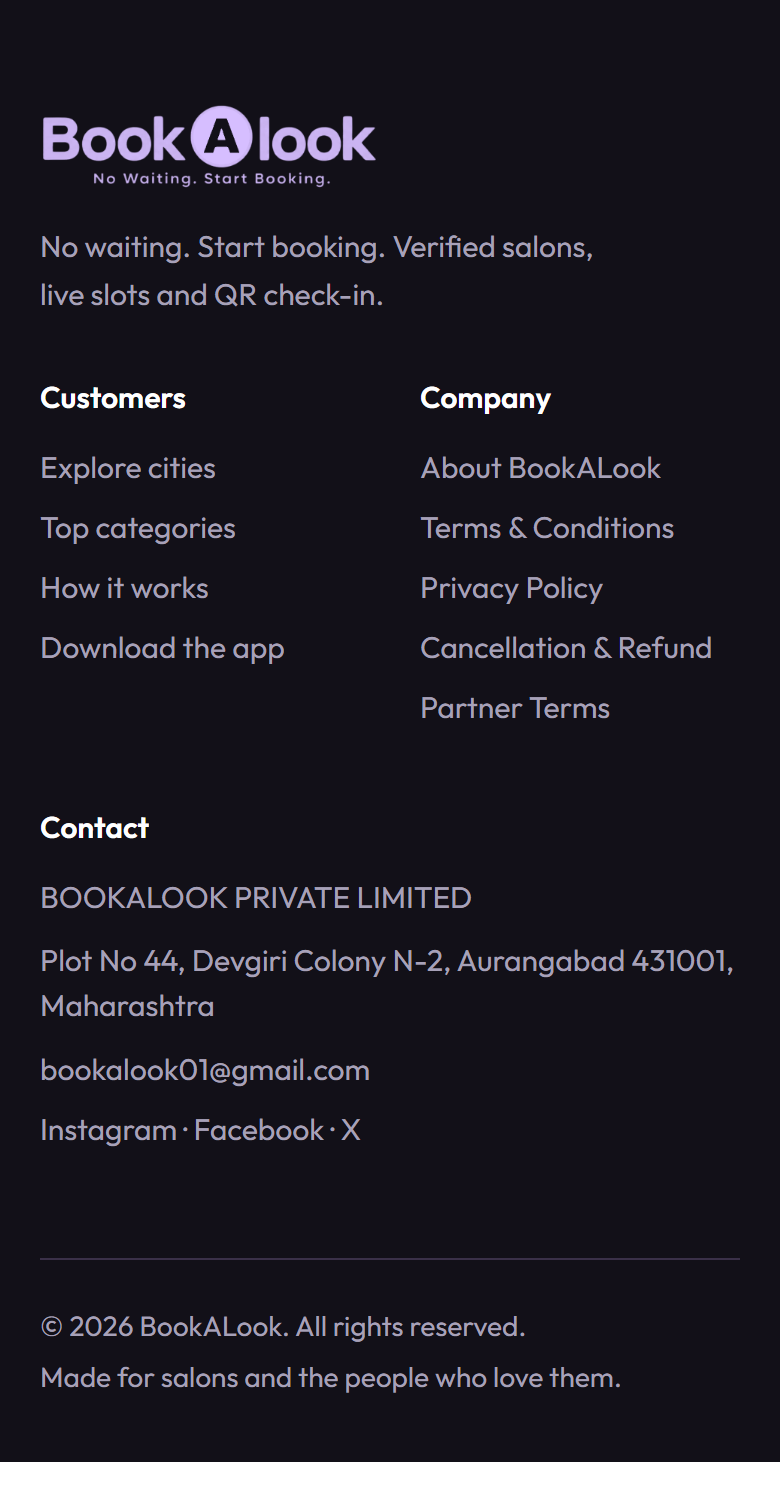 BookAlook
No Waiting. Start Booking.
No waiting. Start booking. Verified salons,
live slots and QR check-in.
Customers
Explore cities
Top categories
How it works
Download the app
Company
About BookALook
Terms & Conditions
Privacy Policy
Cancellation & Refund
Partner Terms
Contact
BOOKALOOK PRIVATE LIMITED
Plot No 44, Devgiri Colony N-2, Aurangabad 431001,
Maharashtra
bookalook01@gmail.com
Instagram · Facebook · X
© 2026 BookALook. All rights reserved.
Made for salons and the people who love them.